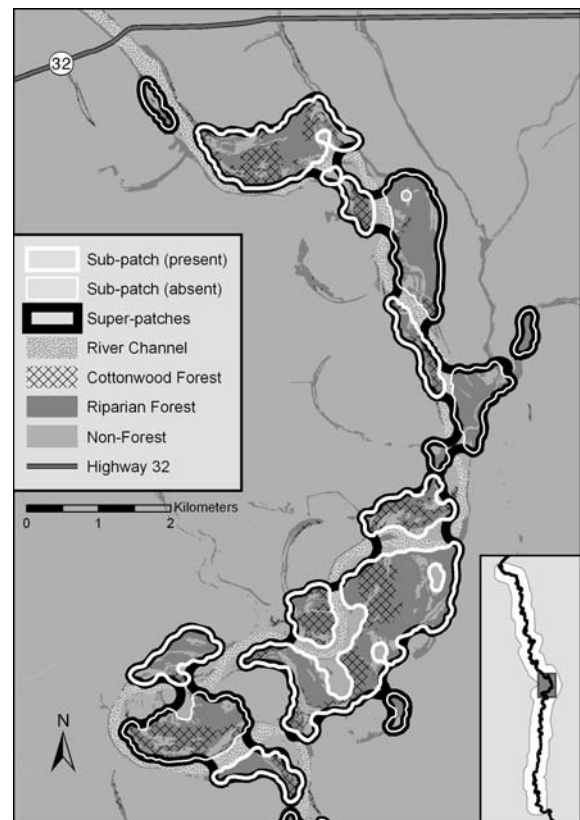 32
Sub-patch (present)
Sub-patch (absent)
Super-patches
River Channel
Cottonwood Forest
Riparian Forest
Non-Forest
Highway 32
Kilometers
0 1 2
N